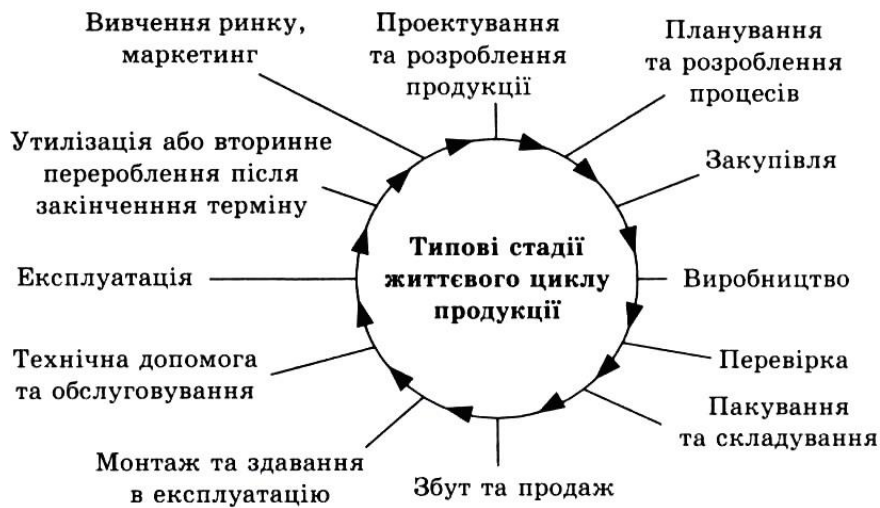 Вивчення ринку,
маркетинг
Проектування
та розроблення
продукції
Планування
та розроблення
процесів
Закупівля
Виробництво
Перевірка
Пакування
та складування
Збут та продаж
Монтаж та здавання
в експлуатацію
Технічна допомога
та обслуговування
Експлуатація
Утилізація або вторинне
перероблення після
закінченння терміну
Типові стадії
життєвого циклу
продукції